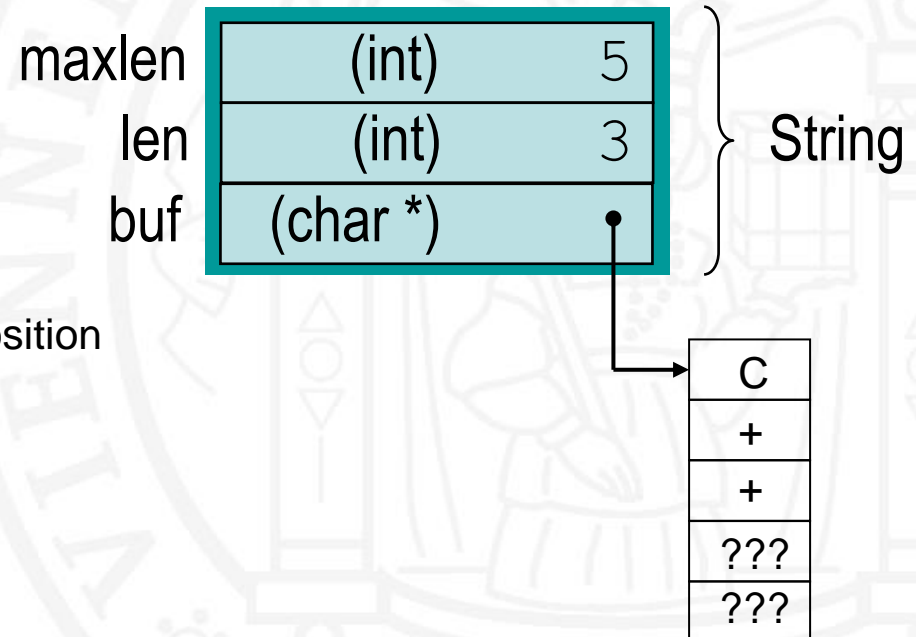 maxlen (int) 5
len (int) 3 String
buf (char *)
osition
C
+
+
???
???